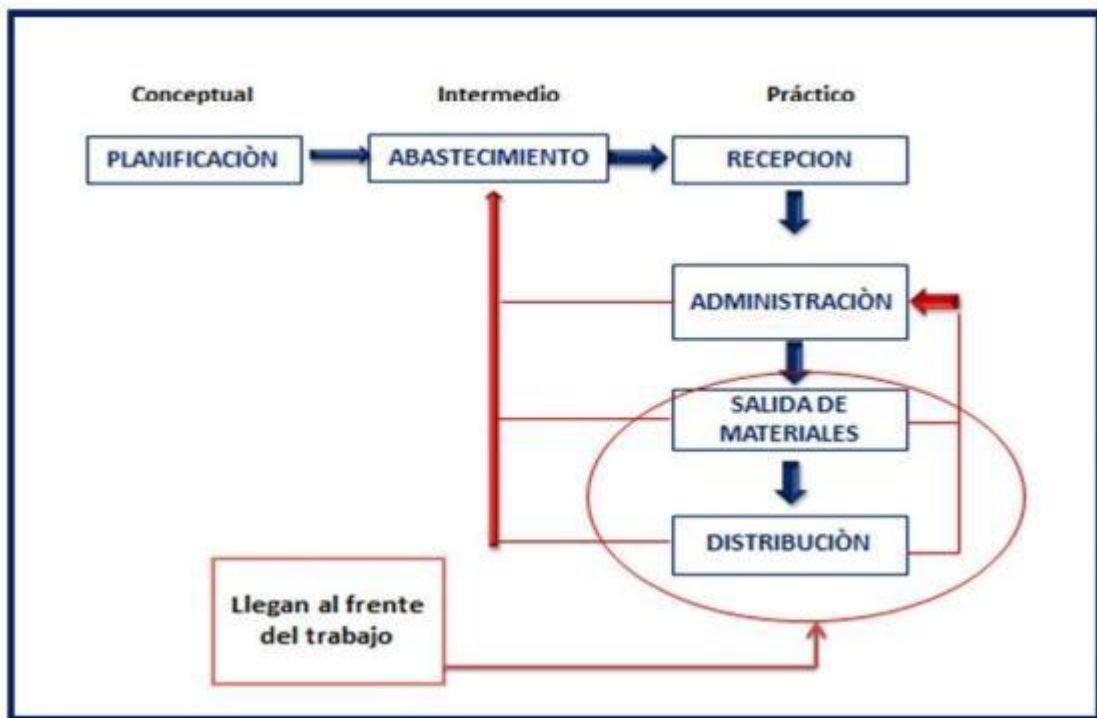 Conceptual
Intermedio
Práctico
PLANIFICACIÒN
ABASTECIMIENTO
RECEPCION
ADMINISTRACIÒN
SALIDA DE
MATERIALES
DISTRIBUCIÒN
Llegan al frente
del trabajo